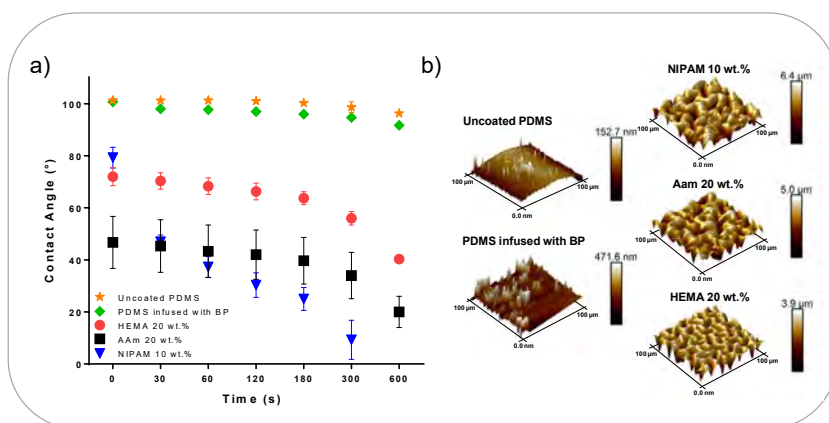 a)
Contact Angle (°)
100
80
60
40
20
0
Uncoated PDMS
PDMS infused with BP
HEMA 20 wt.%
AAm 20 wt.%
NIPAM 10 wt.%
0 30 60 120 180 300 600
Time (s)
b)
Uncoated PDMS
152.7 nm
100 µm
100 µm
0.0 nm
PDMS infused with BP
471.6 nm
100 µm
100 µm
0.0 nm
NIPAM 10 wt.%
6.4 µm
100 µm
100 µm
0.0 nm
Aam 20 wt.%
5.0 µm
100 µm
100 µm
0.0 nm
HEMA 20 wt.%
3.9 µm
100 µm
100 µm
0.0 nm